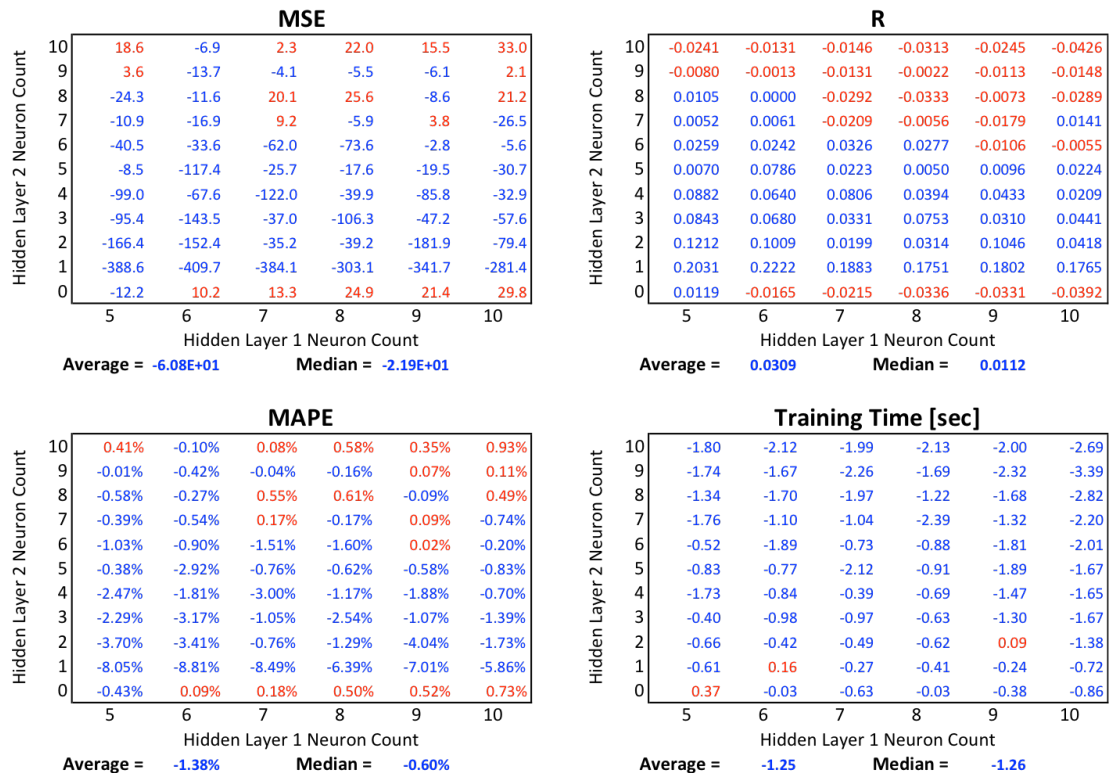 MSE
Hidden Layer 2 Neuron Count
10 18.6 -6.9 2.3 22.0 15.5 33.0
9 3.6 -13.7 -4.1 -5.5 -6.1 2.1
8 -24.3 -11.6 20.1 25.6 -8.6 21.2
7 -10.9 -16.9 9.2 -5.9 3.8 -26.5
6 -40.5 -33.6 -62.0 -73.6 -2.8 -5.6
5 -8.5 -117.4 -25.7 -17.6 -19.5 -30.7
4 -99.0 -67.6 -122.0 -39.9 -85.8 -32.9
3 -95.4 -143.5 -37.0 -106.3 -47.2 -57.6
2 -166.4 -152.4 -35.2 -39.2 -181.9 -79.4
1 -388.6 -409.7 -384.1 -303.1 -341.7 -281.4
0 -12.2 10.2 13.3 24.9 21.4 29.8
5 6 7 8 9 10
Hidden Layer 1 Neuron Count
Average = -6.08E+01 Median = -2.19E+01
R
Hidden Layer 2 Neuron Count
10 -0.0241 -0.0131 -0.0146 -0.0313 -0.0245 -0.0426
9 -0.0080 -0.0013 -0.0131 -0.0022 -0.0113 -0.0148
8 0.0105 0.0000 -0.0292 -0.0333 -0.0073 -0.0289
7 0.0052 0.0061 -0.0209 -0.0056 -0.0179 0.0141
6 0.0259 0.0242 0.0326 0.0277 -0.0106 -0.0055
5 0.0070 0.0786 0.0223 0.0050 0.0096 0.0224
4 0.0882 0.0640 0.0806 0.0394 0.0433 0.0209
3 0.0843 0.0680 0.0331 0.0753 0.0310 0.0441
2 0.1212 0.1009 0.0199 0.0314 0.1046 0.0418
1 0.2031 0.2222 0.1883 0.1751 0.1802 0.1765
0 0.0119 -0.0165 -0.0215 -0.0336 -0.0331 -0.0392
5 6 7 8 9 10
Hidden Layer 1 Neuron Count
Average = 0.0309 Median = 0.0112
MAPE
Hidden Layer 2 Neuron Count
10 0.41% -0.10% 0.08% 0.58% 0.35% 0.93%
9 -0.01% -0.42% -0.04% -0.16% 0.07% 0.11%
8 -0.58% -0.27% 0.55% 0.61% -0.09% 0.49%
7 -0.39% -0.54% 0.17% -0.17% 0.09% -0.74%
6 -1.03% -0.90% -1.51% -1.60% 0.02% -0.20%
5 -0.38% -2.92% -0.76% -0.62% -0.58% -0.83%
4 -2.47% -1.81% -3.00% -1.17% -1.88% -0.70%
3 -2.29% -3.17% -1.05% -2.54% -1.07% -1.39%
2 -3.70% -3.41% -0.76% -1.29% -4.04% -1.73%
1 -8.05% -8.81% -8.49% -6.39% -7.01% -5.86%
0 -0.43% 0.09% 0.18% 0.50% 0.52% 0.73%
5 6 7 8 9 10
Hidden Layer 1 Neuron Count
Average = -1.38% Median = -0.60%
Training Time [sec]
Hidden Layer 2 Neuron Count
10 -1.80 -2.12 -1.99 -2.13 -2.00 -2.69
9 -1.74 -1.67 -2.26 -1.69 -2.32 -3.39
8 -1.34 -1.70 -1.97 -1.22 -1.68 -2.82
7 -1.76 -1.10 -1.04 -2.39 -1.32 -2.20
6 -0.52 -1.89 -0.73 -0.88 -1.81 -2.01
5 -0.83 -0.77 -2.12 -0.91 -1.89 -1.67
4 -1.73 -0.84 -0.39 -0.69 -1.47 -1.65
3 -0.40 -0.98 -0.97 -0.63 -1.30 -1.67
2 -0.66 -0.42 -0.49 -0.62 0.09 -1.38
1 -0.61 0.16 -0.27 -0.41 -0.24 -0.72
0 0.37 -0.03 -0.63 -0.03 -0.38 -0.86
5 6 7 8 9 10
Hidden Layer 1 Neuron Count
Average = -1.25 Median = -1.26